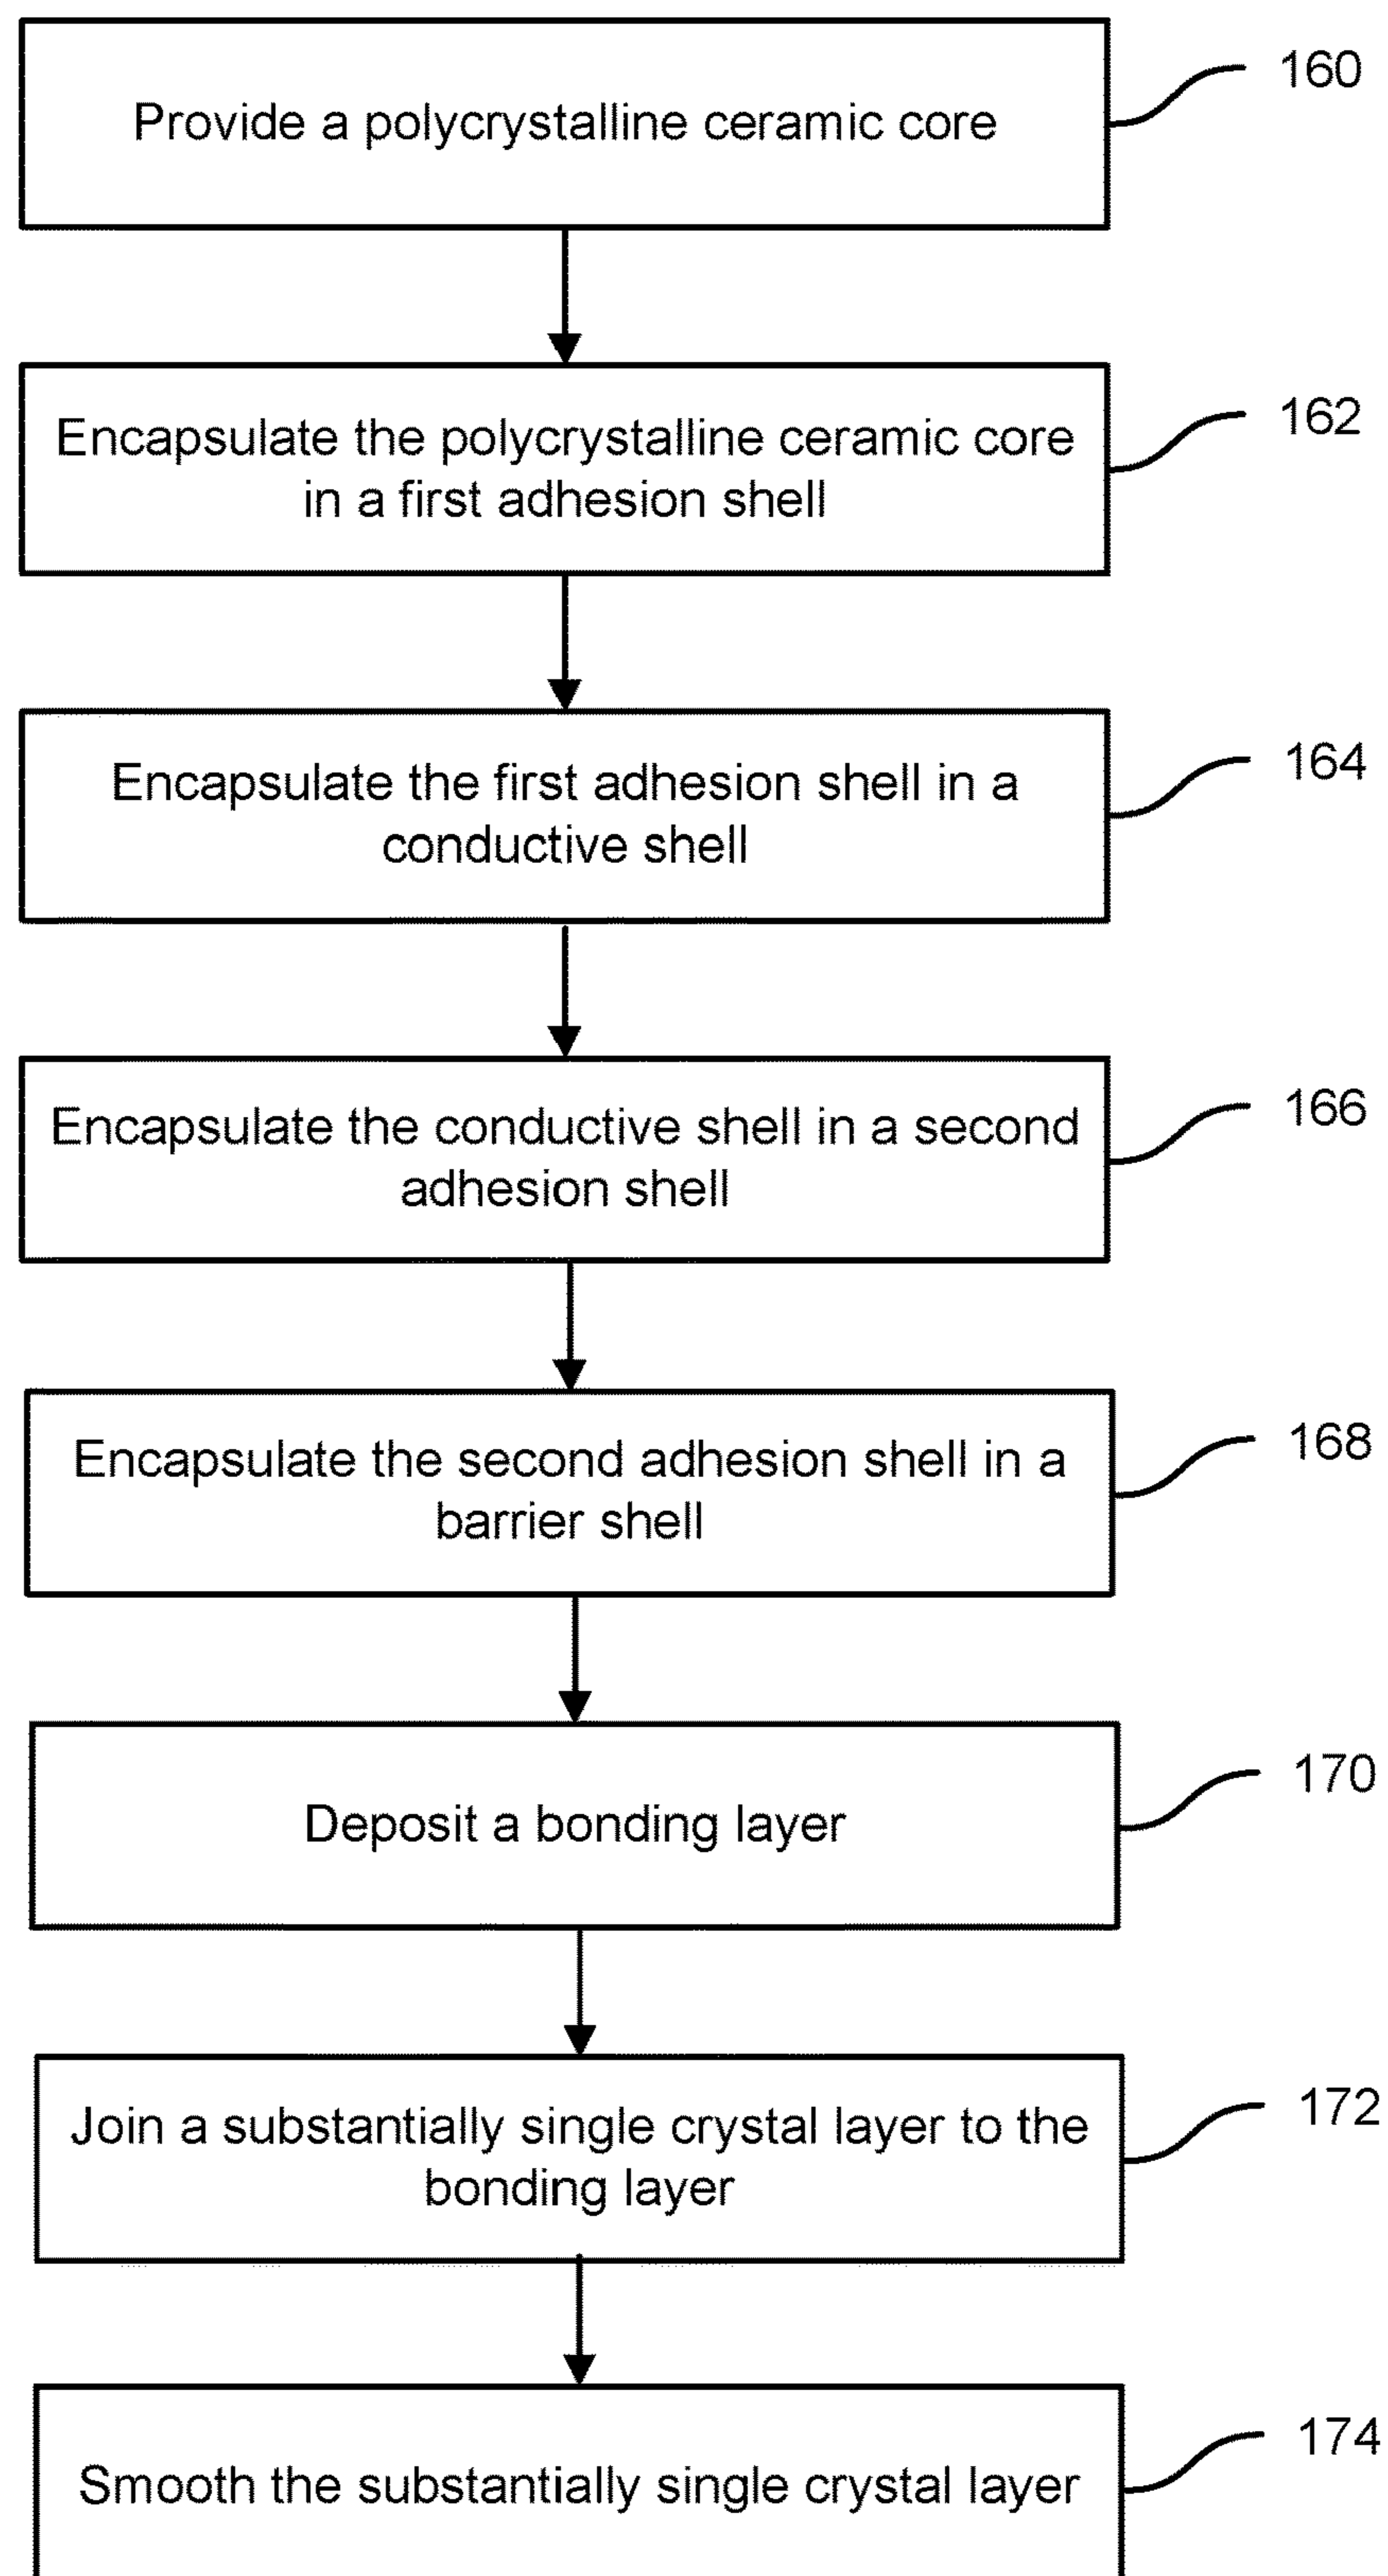 Provide a polycrystalline ceramic core
160
Encapsulate the polycrystalline ceramic core
in a first adhesion shell
162
Encapsulate the first adhesion shell in a
conductive shell
164
Encapsulate the conductive shell in a second
adhesion shell
166
Encapsulate the second adhesion shell in a
barrier shell
168
Deposit a bonding layer
170
Join a substantially single crystal layer to the
bonding layer
172
Smooth the substantially single crystal layer
174